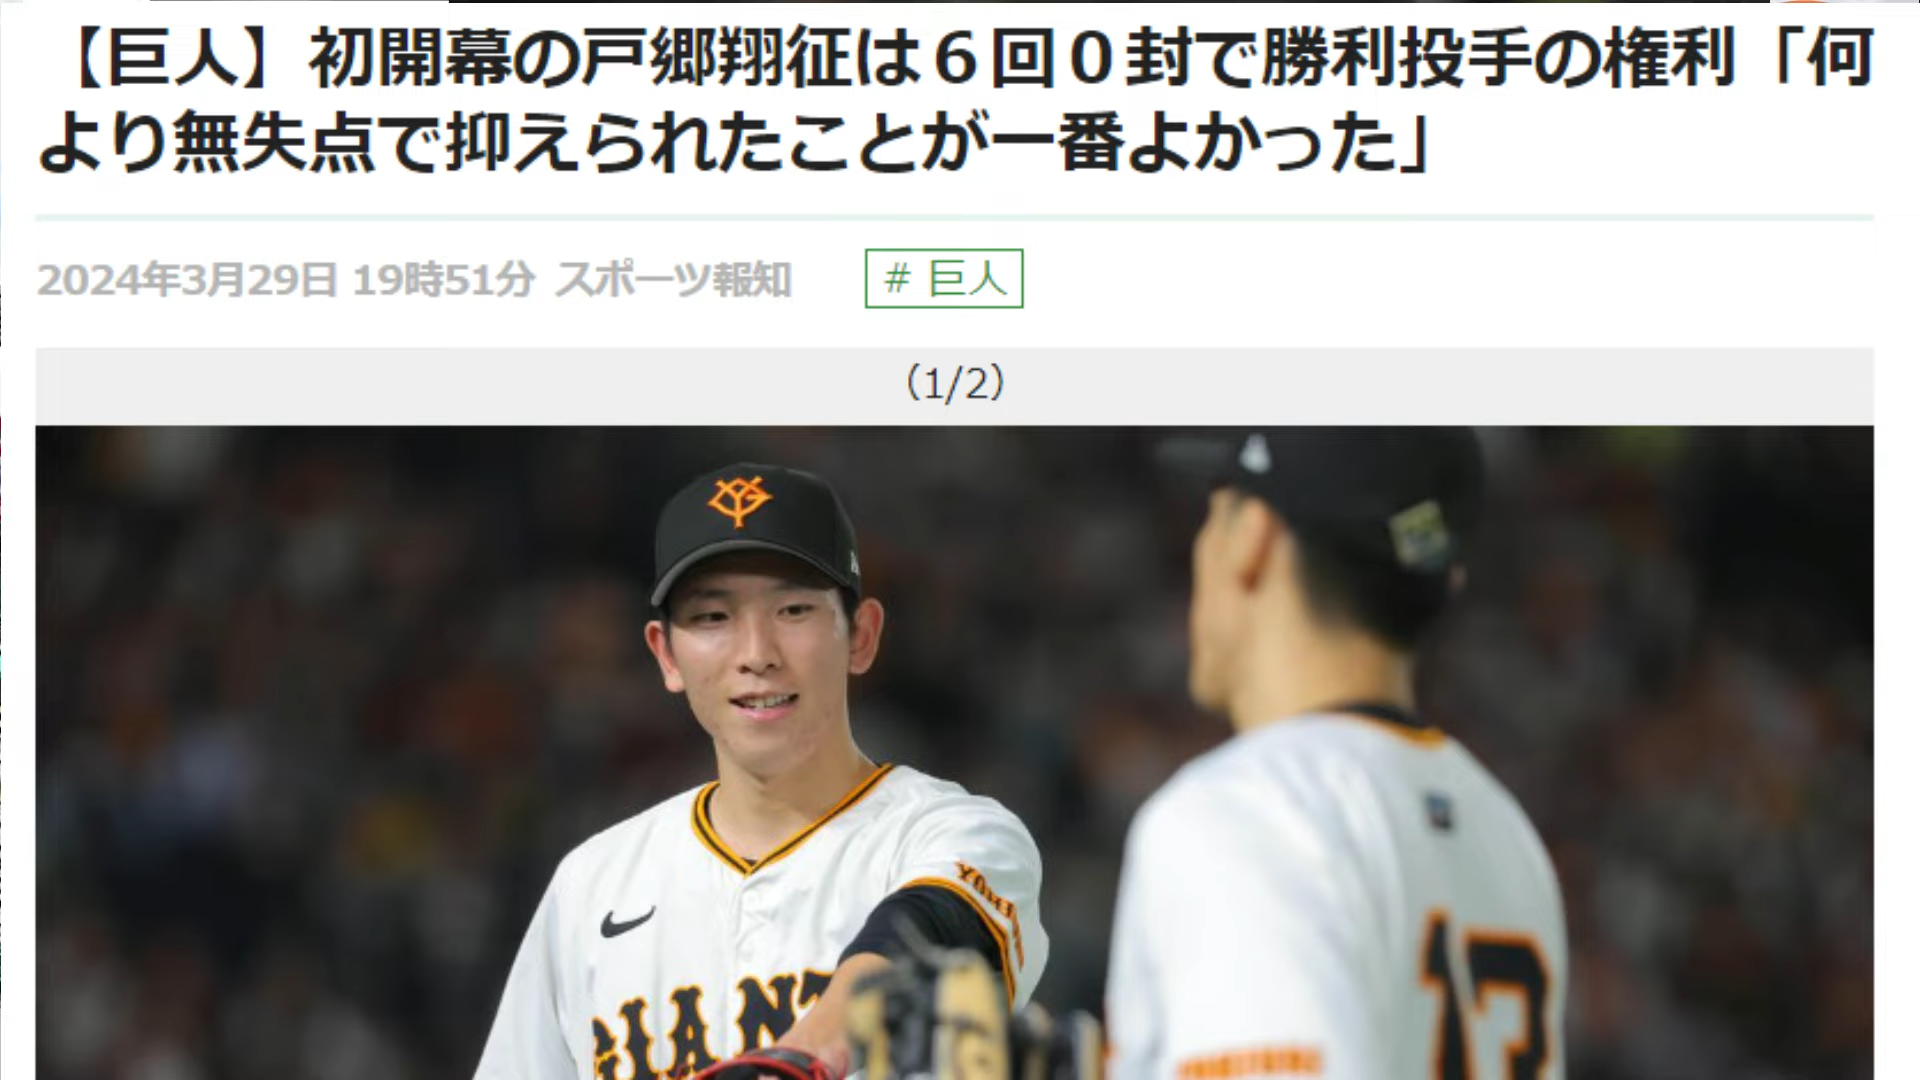 【巨人】初開幕の戸郷翔征は６回０封で勝利投手の権利「何
より無失点で抑えられたことが一番よかった」
2024年3月29日 19時51分 スポーツ報知
# 巨人
（1/2）
YG
GIANT
13